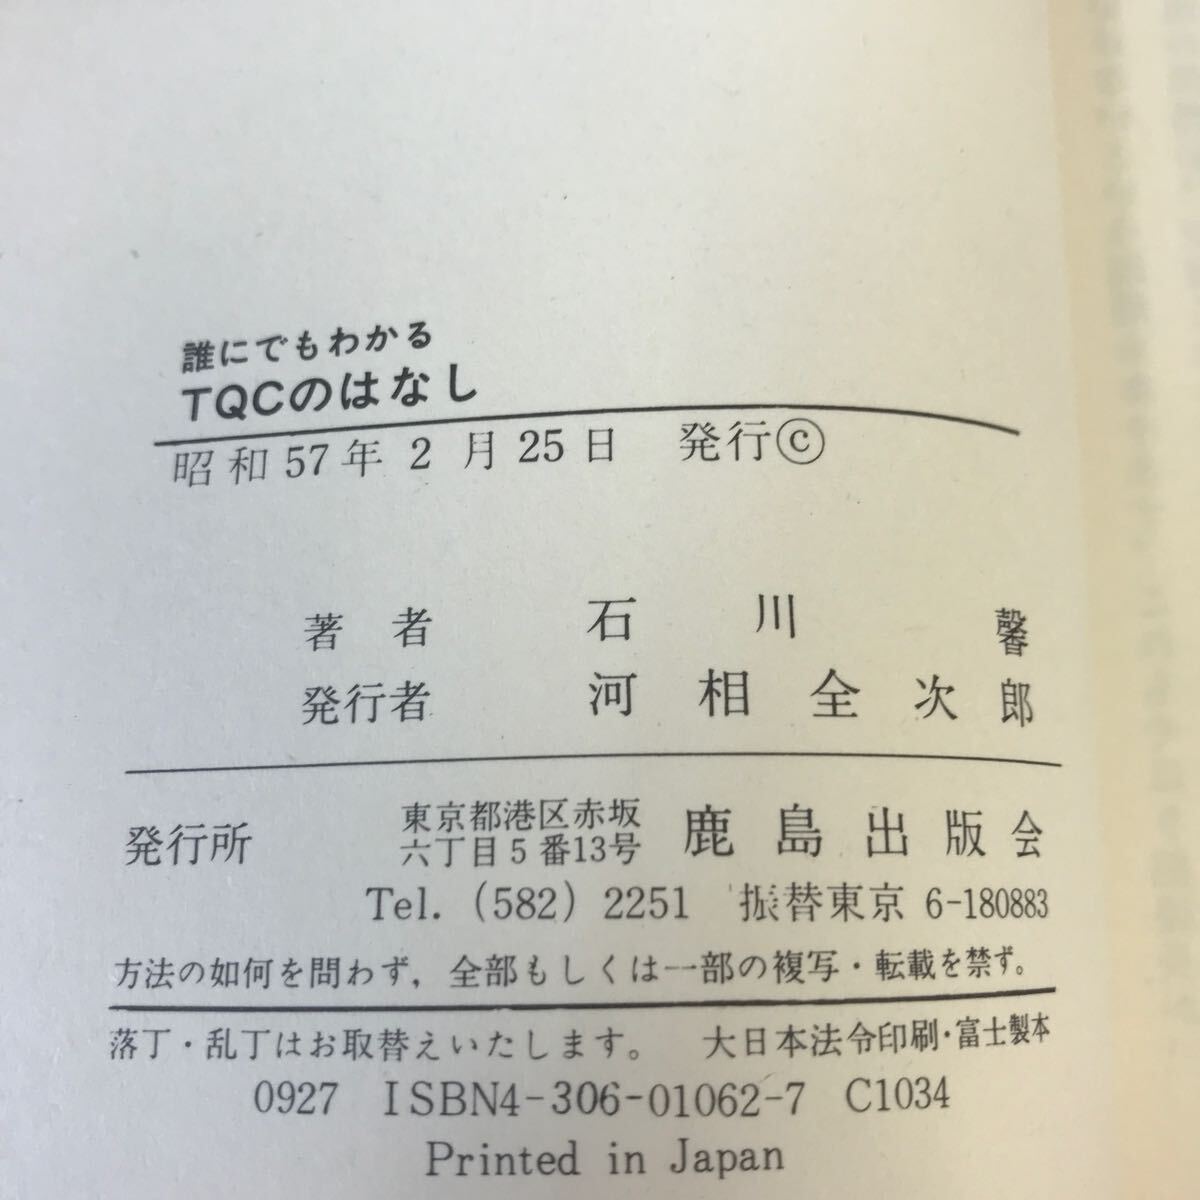 誰にでもわかる
TQCのはなし
昭和57年2月25日 発行©
著者 石川馨
発行者 河相全次郎
発行所 東京都港区赤坂六丁目5番13号 鹿島出版会
Tel. (582) 2251 振替東京 6-180883
方法の如何を問わず，全部もしくは一部の複写・転載を禁ず。
落丁・乱丁はお取替えいたします。 大日本法令印刷・富士製本
0927 ISBN4-306-01062-7 C1034
Printed in Japan